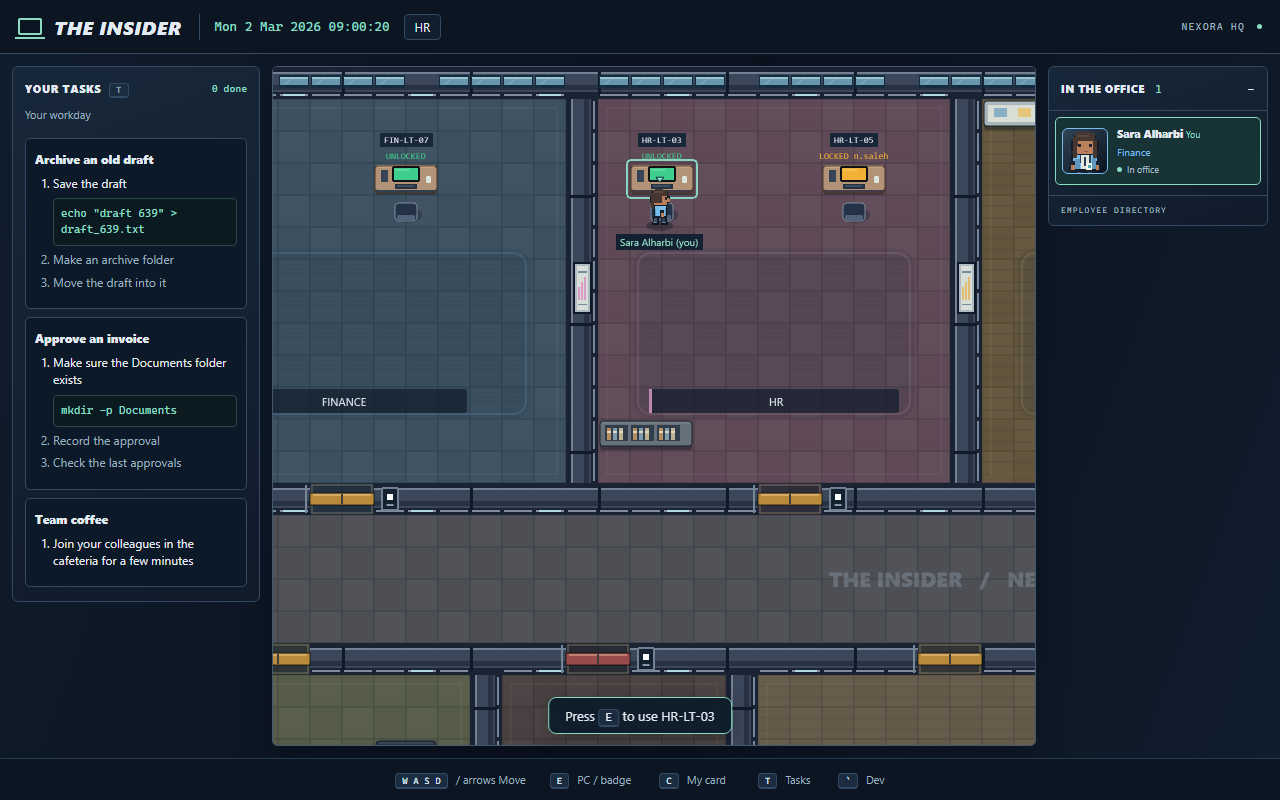 THE INSIDER
Mon 2 Mar 2026 09:00:20
HR
NEXORA HQ
YOUR TASKS
T
0 done
Your workday
Archive an old draft
1. Save the draft
echo "draft 639" >
draft_639.txt
2. Make an archive folder
3. Move the draft into it
Approve an invoice
1. Make sure the Documents folder
exists
mkdir -p Documents
2. Record the approval
3. Check the last approvals
Team coffee
1. Join your colleagues in the
cafeteria for a few minutes
FIN-LT-07
UNLOCKED
HR-LT-03
UNLOCKED
HR-LT-05
LOCKED n.saleh
Sara Alharbi (you)
FINANCE
HR
THE INSIDER / NE
Press E to use HR-LT-03
IN THE OFFICE 1
–
Sara Alharbi You
Finance
In office
EMPLOYEE DIRECTORY
W A S D / arrows Move
E PC / badge
C My card
T Tasks
` Dev